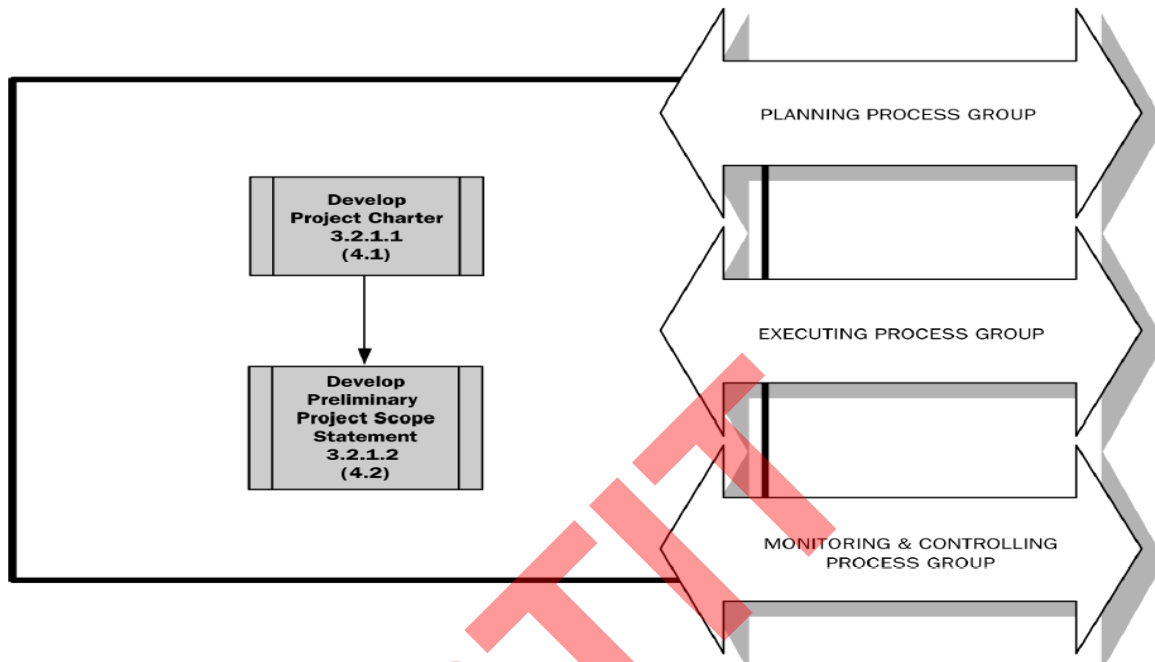 PLANNING PROCESS GROUP
Develop
Project Charter
3.2.1.1
(4.1)
EXECUTING PROCESS GROUP
Develop
Preliminary
Project Scope
Statement
3.2.1.2
(4.2)
MONITORING & CONTROLLING
PROCESS GROUP